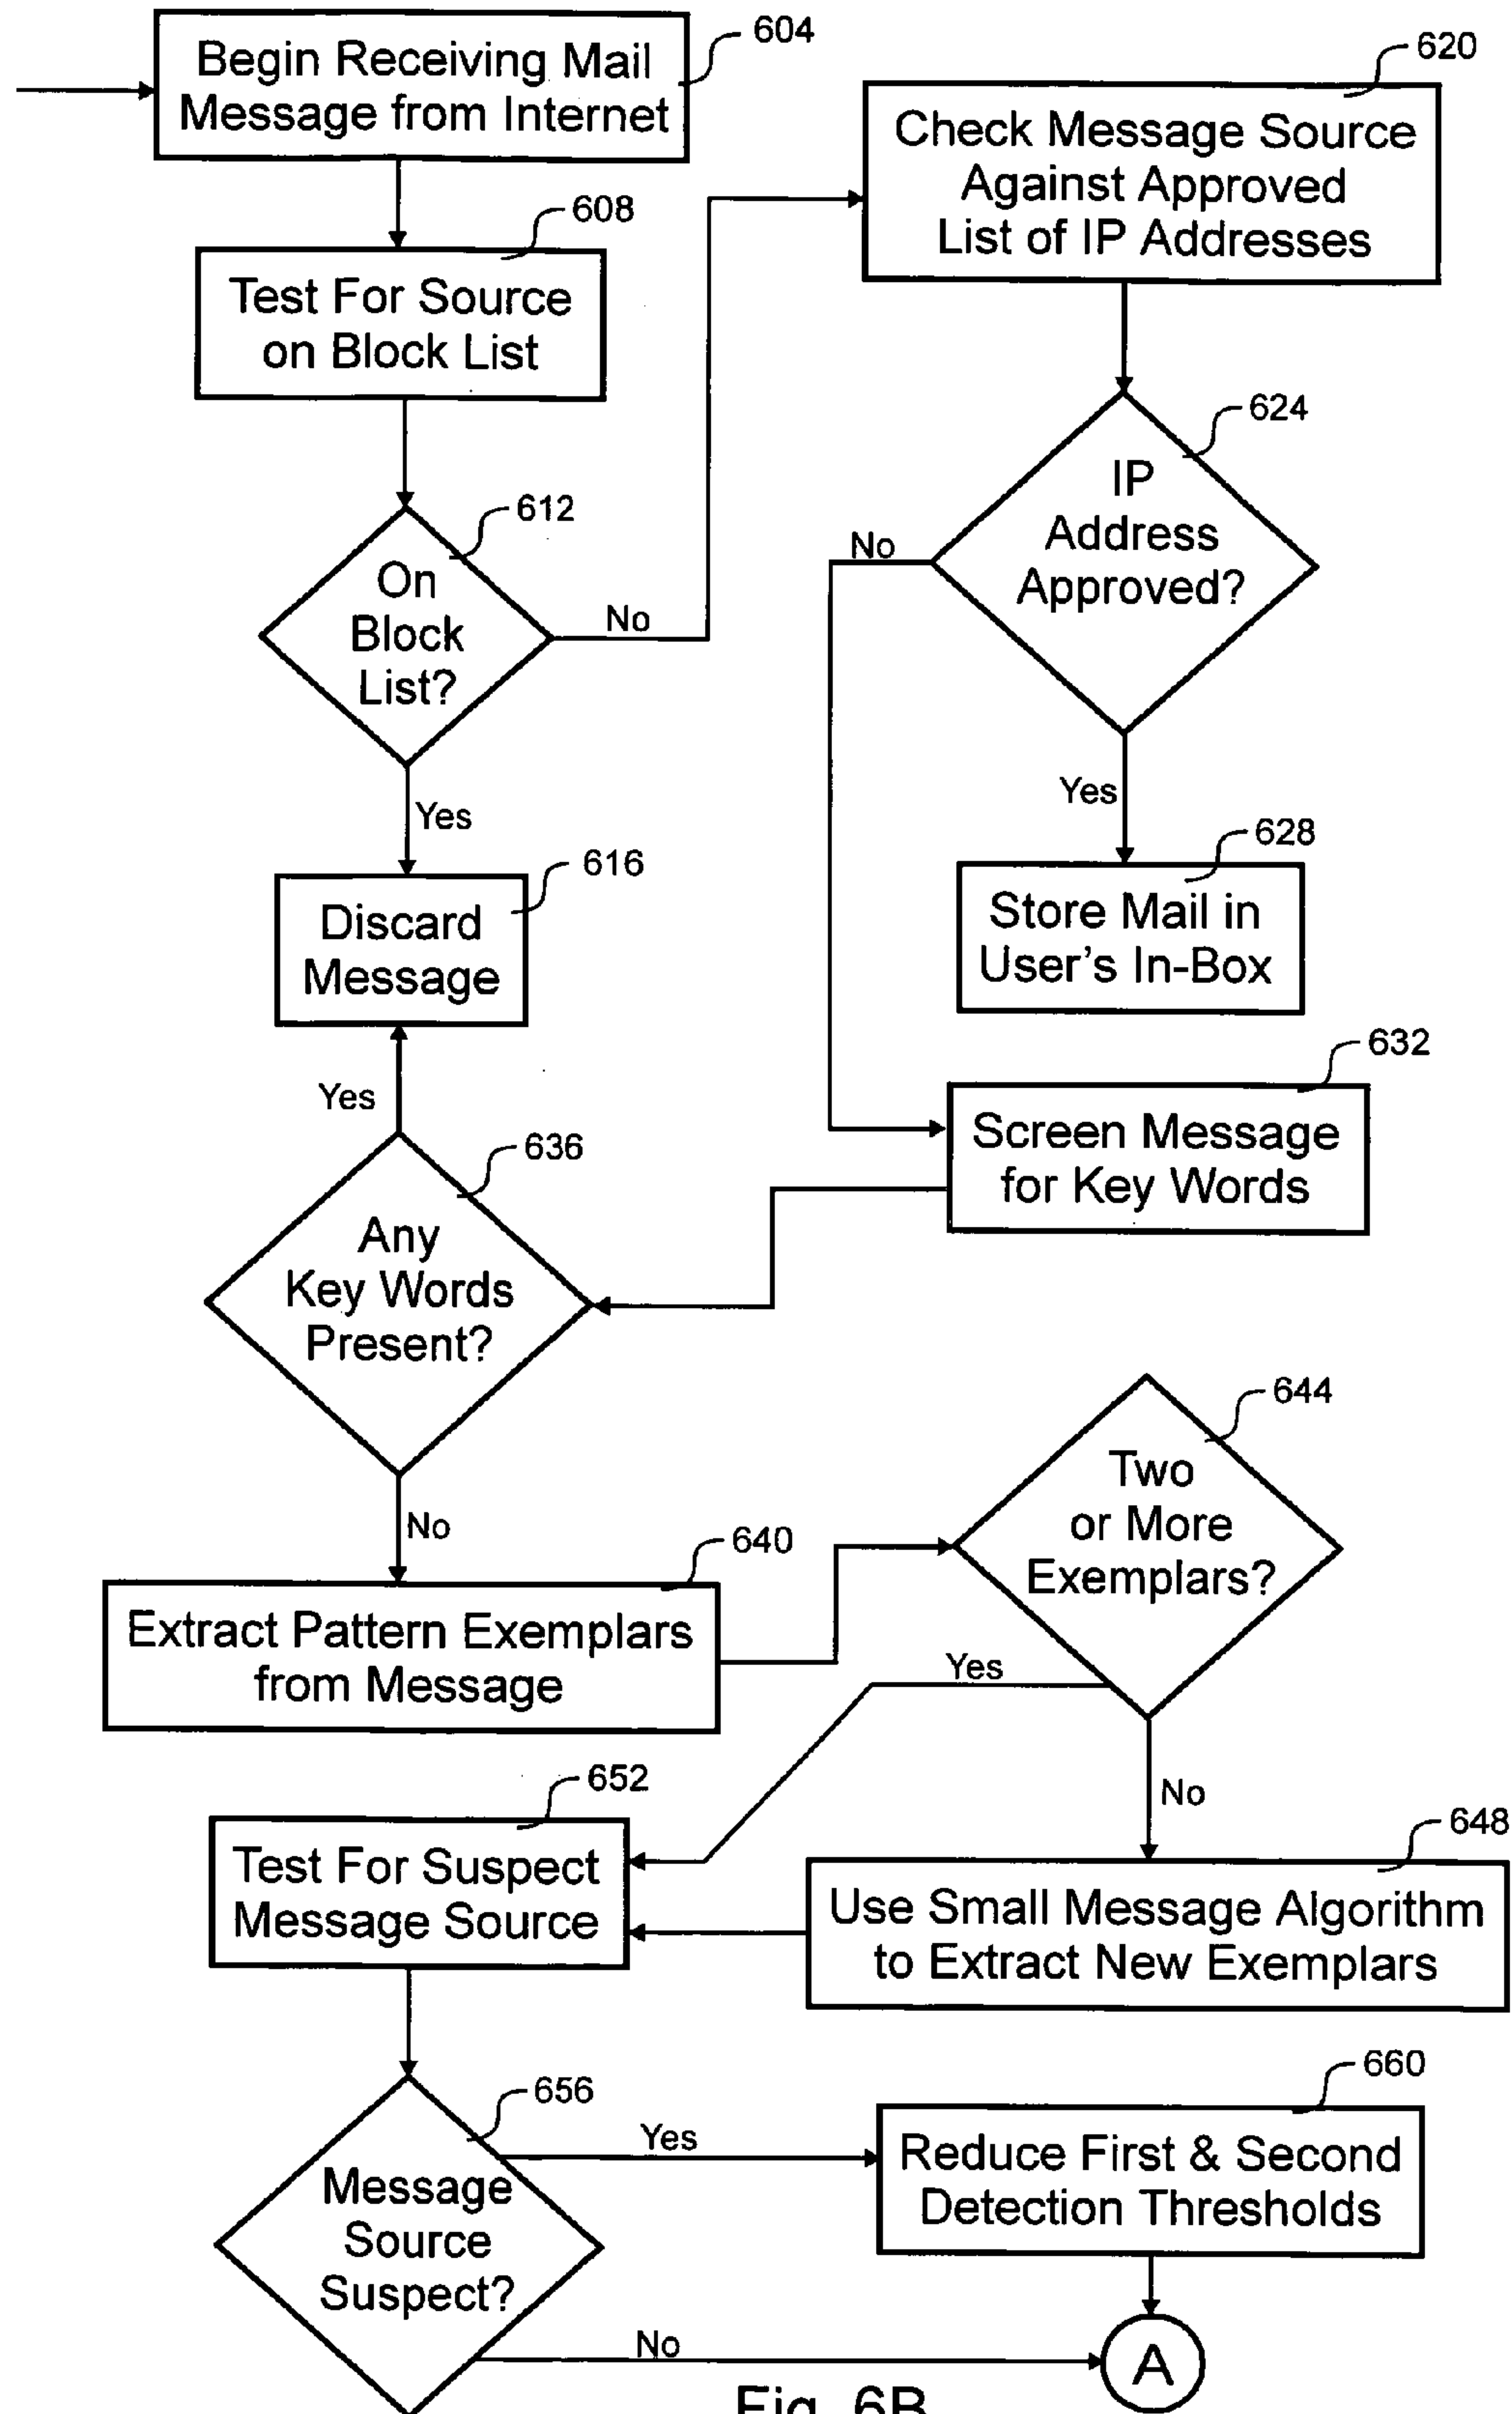 604
Begin Receiving Mail
Message from Internet
620
Check Message Source
Against Approved
List of IP Addresses
608
Test For Source
on Block List
624
IP
Address
Approved?
No
612
On
Block
List?
No
Yes
Yes
628
Store Mail in
User's In-Box
616
Discard
Message
632
Screen Message
for Key Words
Yes
636
Any
Key Words
Present?
644
Two
or More
Exemplars?
No
640
Extract Pattern Exemplars
from Message
Yes
No
652
Test For Suspect
Message Source
648
Use Small Message Algorithm
to Extract New Exemplars
656
Message
Source
Suspect?
Yes
660
Reduce First & Second
Detection Thresholds
No
A
Fig. 6B